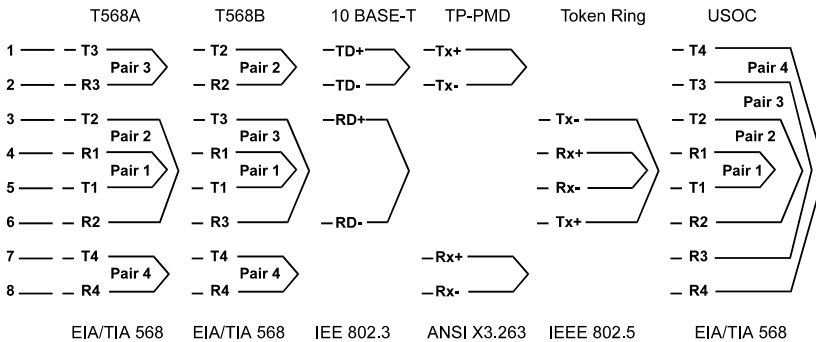 T568A T568B 10 BASE-T TP-PMD Token Ring USOC
1 T3 T2 TD+ Tx+ T4
Pair 3 Pair 2 Pair 4
2 R3 R2 TD- Tx- T3
Pair 3
3 T2 T3 RD+ Tx- T2
Pair 2 Pair 3 Pair 2
4 R1 R1 Rx+ R1
Pair 1 Pair 1 Pair 1
5 T1 T1 Rx- T1
6 R2 R3 RD- Tx+ R2
7 T4 T4 Rx+ R3
Pair 4 Pair 4
8 R4 R4 Rx- R4
EIA/TIA 568 EIA/TIA 568 IEE 802.3 ANSI X3.263 IEEE 802.5 EIA/TIA 568